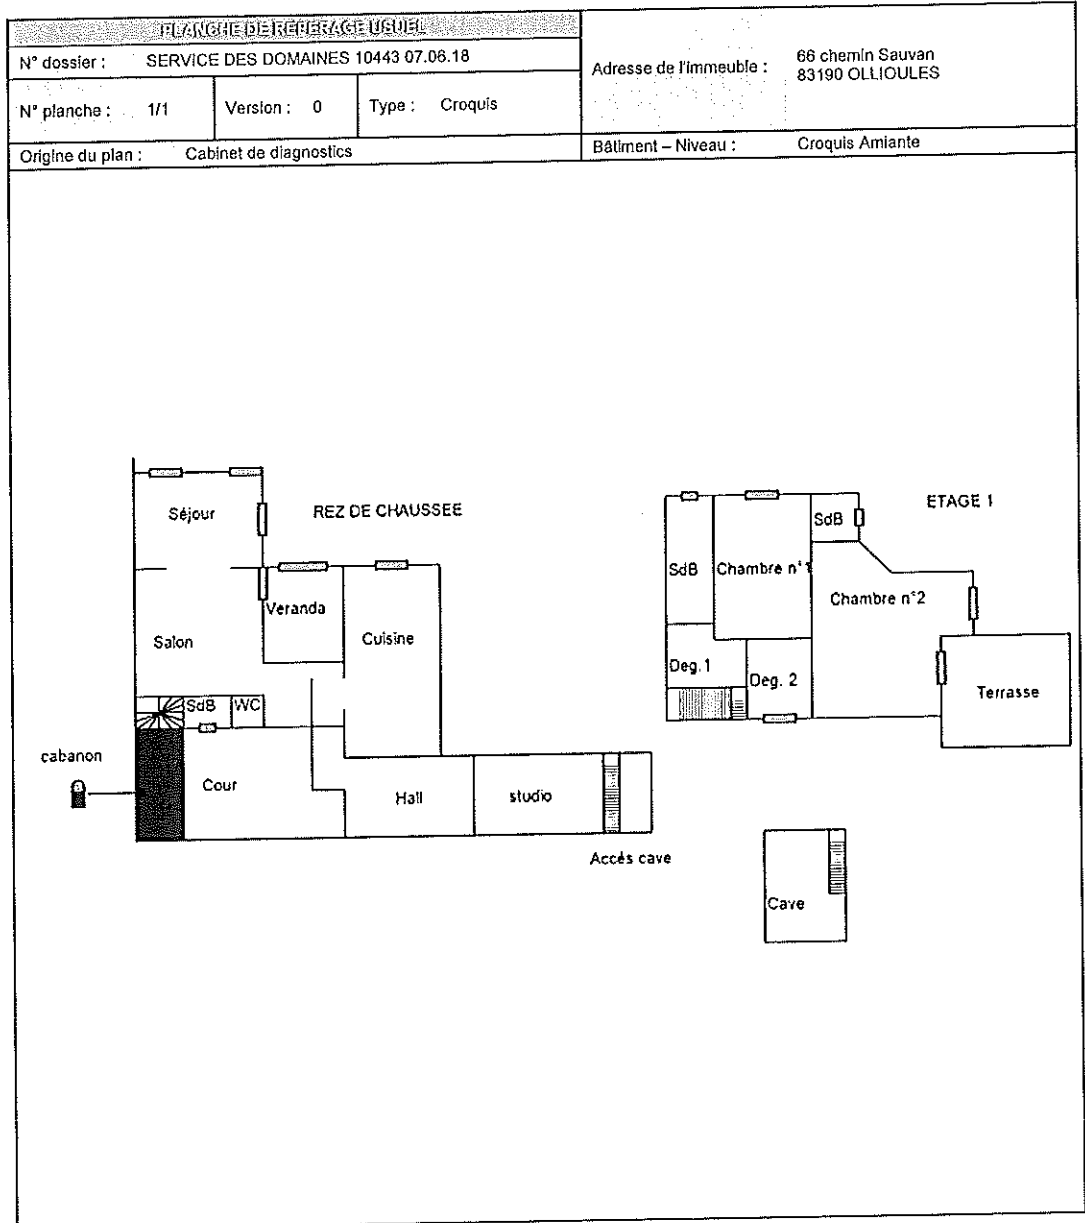 PLANCHE DE REPERAGE USUEL
N° dossier : SERVICE DES DOMAINES 10443 07.06.18
Adresse de l'immeuble : 66 chemin Sauvan
83190 OLLIOULES
N° planche : 1/1 Version : 0 Type : Croquis
Origine du plan : Cabinet de diagnostics
Bâtiment – Niveau : Croquis Amiante
REZ DE CHAUSSEE
Séjour
Veranda
Cuisine
Salon
SdB WC
cabanon
Cour
Hall
studio
Accés cave
ETAGE 1
SdB
SdB
Chambre n°1
Chambre n°2
Deg.1
Deg. 2
Terrasse
Cave